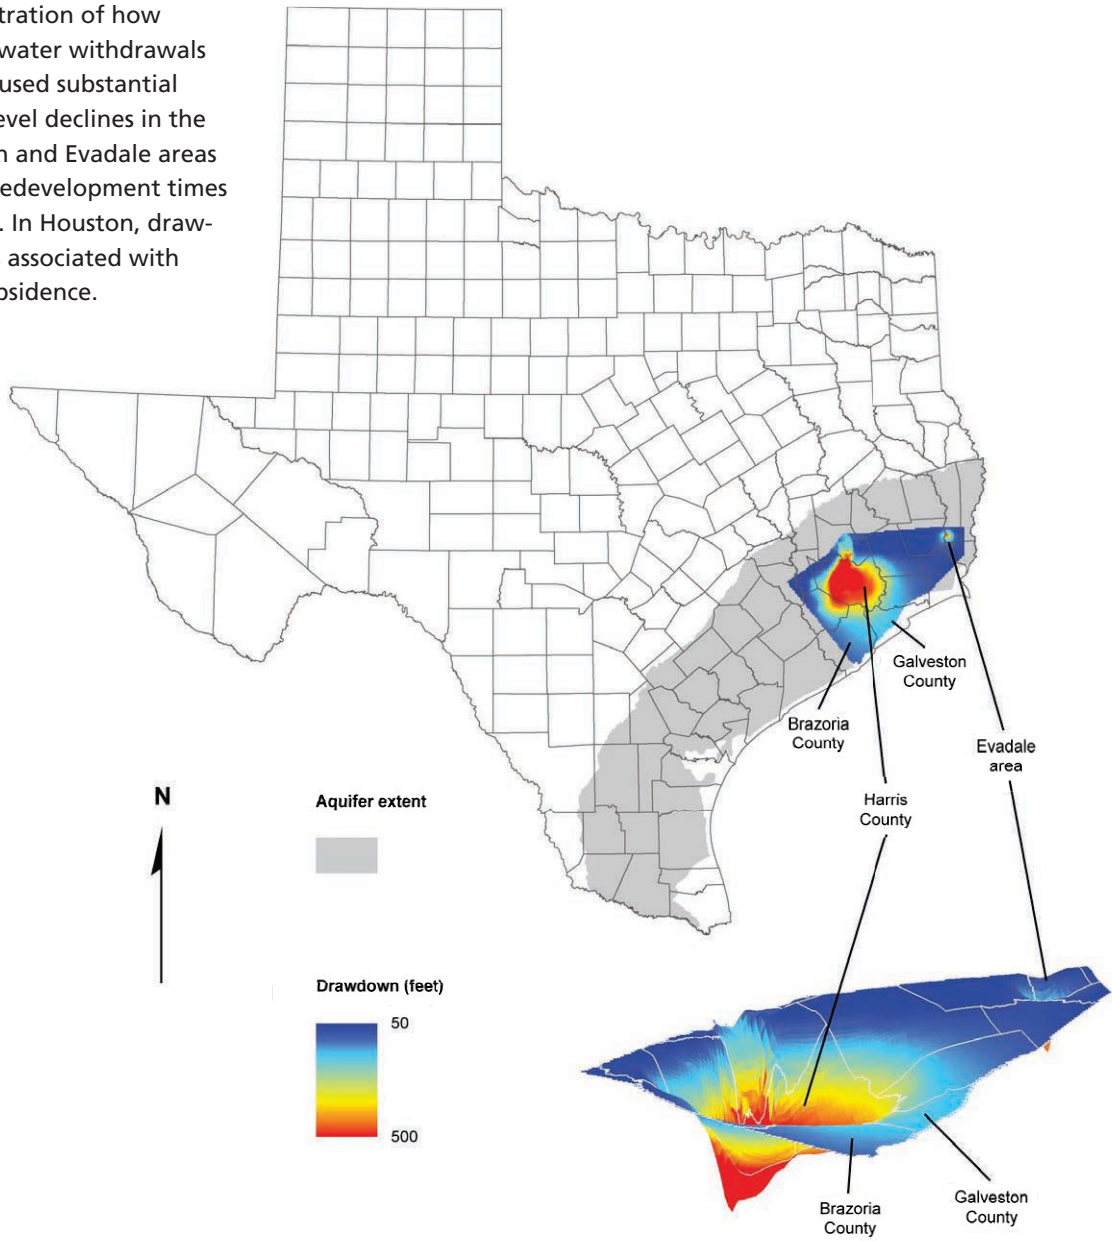 tration of how
water withdrawals
used substantial
evel declines in the
n and Evadale areas
edevelopment times
. In Houston, draw-
s associated with
osidence.
Galveston
County
Brazoria
County
Evadale
area
Harris
County
N
Aquifer extent
Drawdown (feet)
50
500
Brazoria
County
Galveston
County